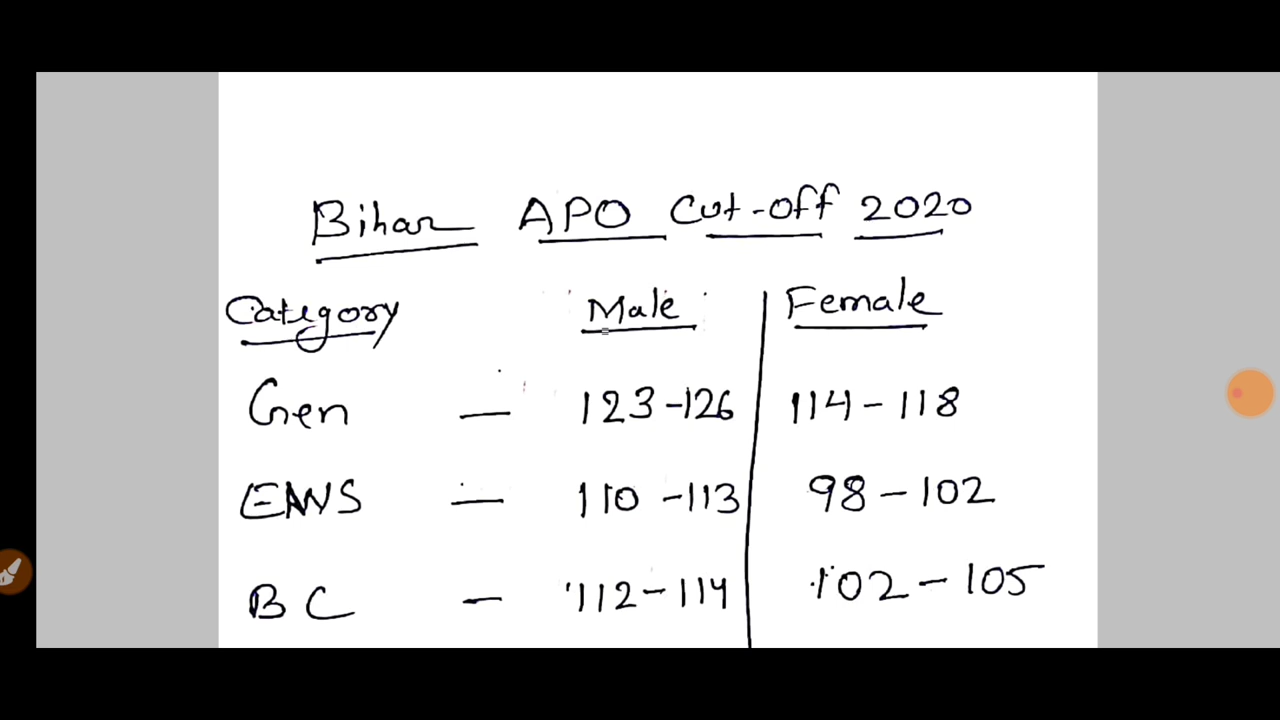 Bihar APO Cut-off 2020
Category Male Female
Gen — 123-126 114-118
EWS — 110-113 98-102
BC — 112-114 102-105